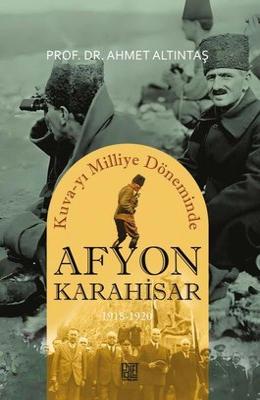 PROF. DR. AHMET ALTINTAŞ
Kuva-yı Milliye Döneminde
AFYON
KARAHİSAR
1918-1920